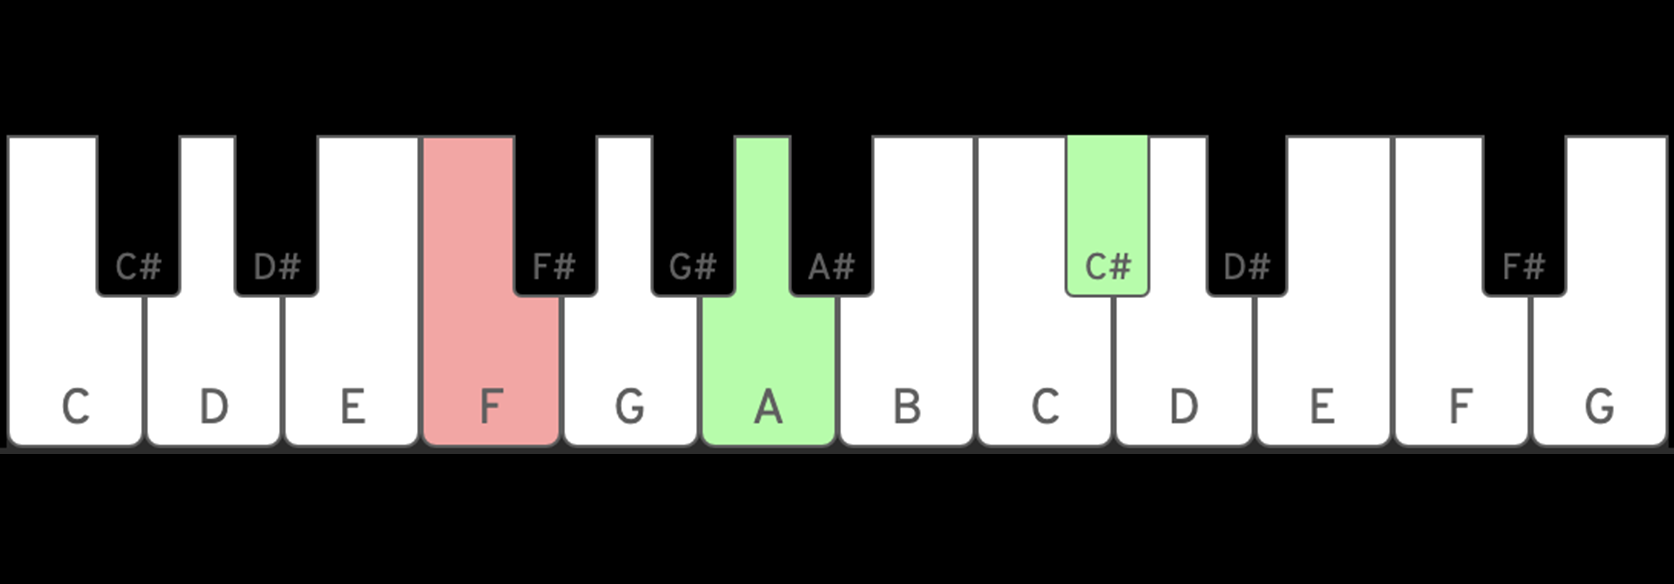 C# D# F# G# A# C# D# F#
C D E F G A B C D E F G